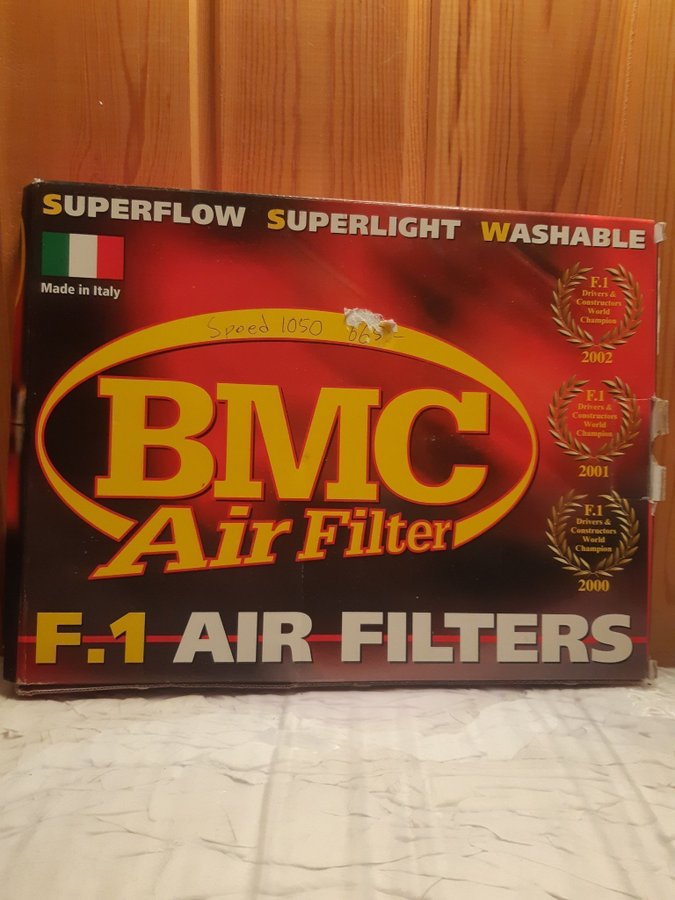 SUPERFLOW SUPERLIGHT WASHABLE
Made in Italy
Speed 1050
BMC
Air Filter
F.1
Drivers &
Constructors
World
Champion
2002
F.1
Drivers &
Constructors
World
Champion
2001
F.1
Drivers &
Constructors
World
Champion
2000
F.1 AIR FILTERS